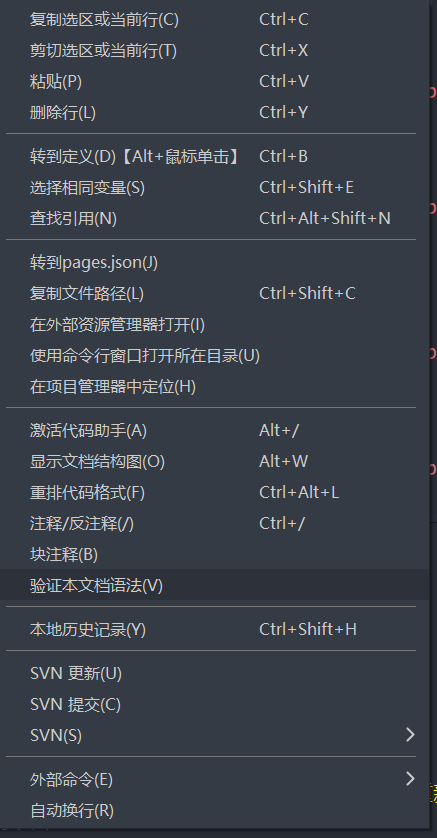 复制选区或当前行(C) Ctrl+C
剪切选区或当前行(T) Ctrl+X
粘贴(P) Ctrl+V
删除行(L) Ctrl+Y
转到定义(D)【Alt+鼠标单击】 Ctrl+B
选择相同变量(S) Ctrl+Shift+E
查找引用(N) Ctrl+Alt+Shift+N
转到pages.json(J)
复制文件路径(L) Ctrl+Shift+C
在外部资源管理器打开(I)
使用命令行窗口打开所在目录(U)
在项目管理器中定位(H)
激活代码助手(A) Alt+/
显示文档结构图(O) Alt+W
重排代码格式(F) Ctrl+Alt+L
注释/反注释(/) Ctrl+/
块注释(B)
验证本文档语法(V)
本地历史记录(Y) Ctrl+Shift+H
SVN 更新(U)
SVN 提交(C)
SVN(S)
外部命令(E)
自动换行(R)